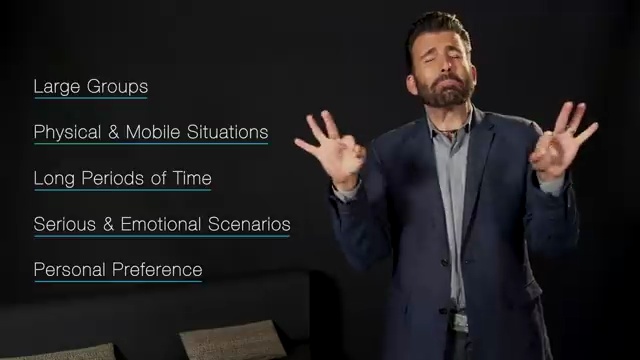 Large Groups
Physical & Mobile Situations
Long Periods of Time
Serious & Emotional Scenarios
Personal Preference